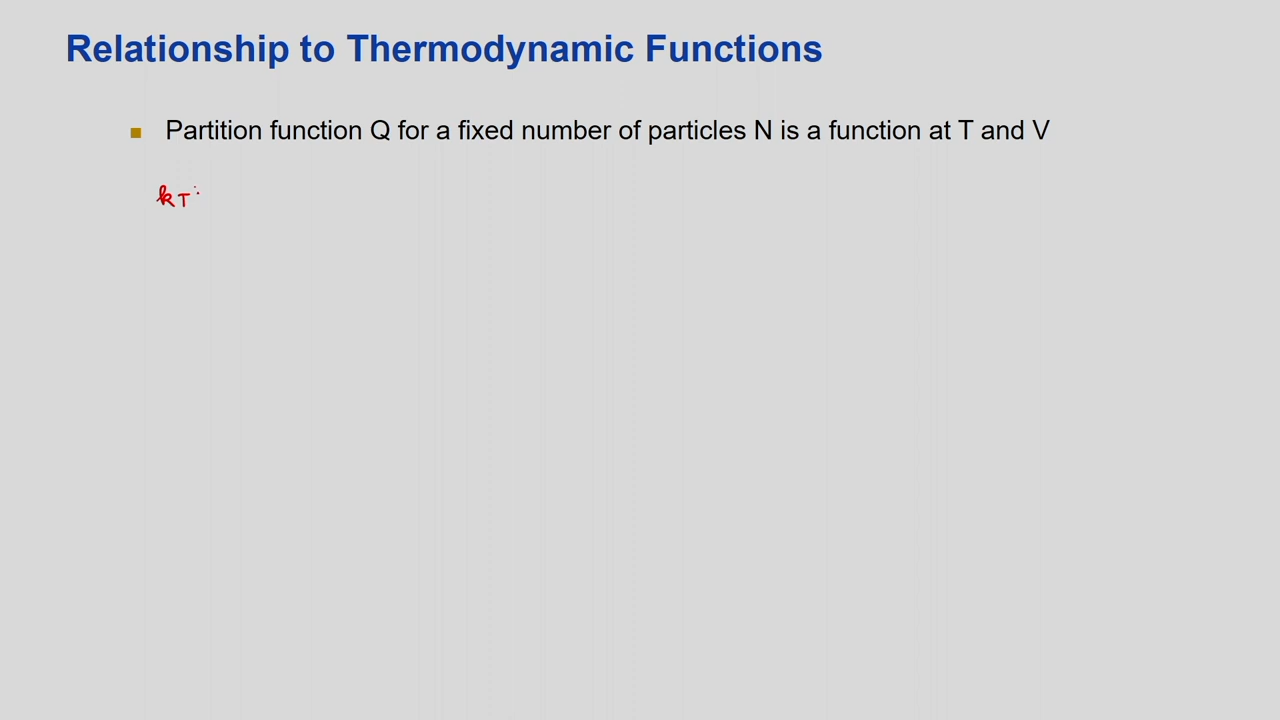 Relationship to Thermodynamic Functions
Partition function Q for a fixed number of particles N is a function at T and V
kT